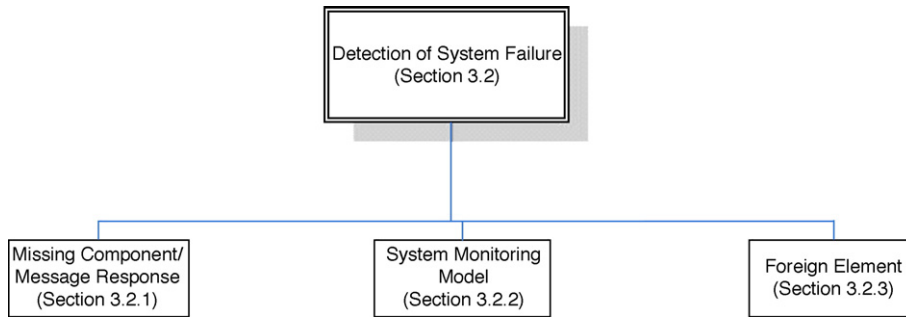 Detection of System Failure
(Section 3.2)
Missing Component/
Message Response
(Section 3.2.1)
System Monitoring
Model
(Section 3.2.2)
Foreign Element
(Section 3.2.3)